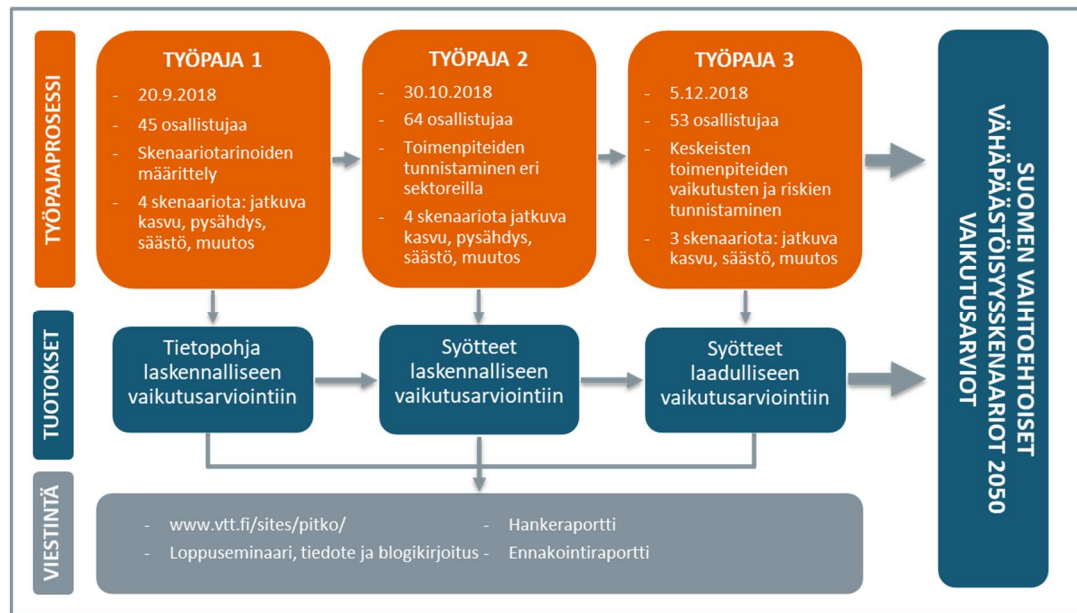 TYÖPAJAPROSESSI
TYÖPAJA 1
- 20.9.2018
- 45 osallistujaa
- Skenaariotarinoiden
määrittely
- 4 skenaariota: jatkuva
kasvu, pysähdys,
säästö, muutos
TYÖPAJA 2
- 30.10.2018
- 64 osallistujaa
- Toimenpiteiden
tunnistaminen eri
sektoreilla
- 4 skenaariota jatkuva
kasvu, pysähdys,
säästö, muutos
TYÖPAJA 3
- 5.12.2018
- 53 osallistujaa
- Keskeisten
toimenpiteiden
vaikutusten ja riskien
tunnistaminen
- 3 skenaariota: jatkuva
kasvu, säästö, muutos
TUOTOKSET
Tietopohja
laskennalliseen
vaikutusarviointiin
Syötteet
laskennalliseen
vaikutusarviointiin
Syötteet
laadulliseen
vaikutusarviointiin
VIESTINTÄ
- www.vtt.fi/sites/pitko/
- Loppuseminaari, tiedote ja blogikirjoitus
- Hankeraportti
- Ennakointiraportti
SUOMEN VAIHTOEHTOISET
VÄHÄPÄÄSTÖISYYSSKENAARIOT 2050
VAIKUTUSARVIOT